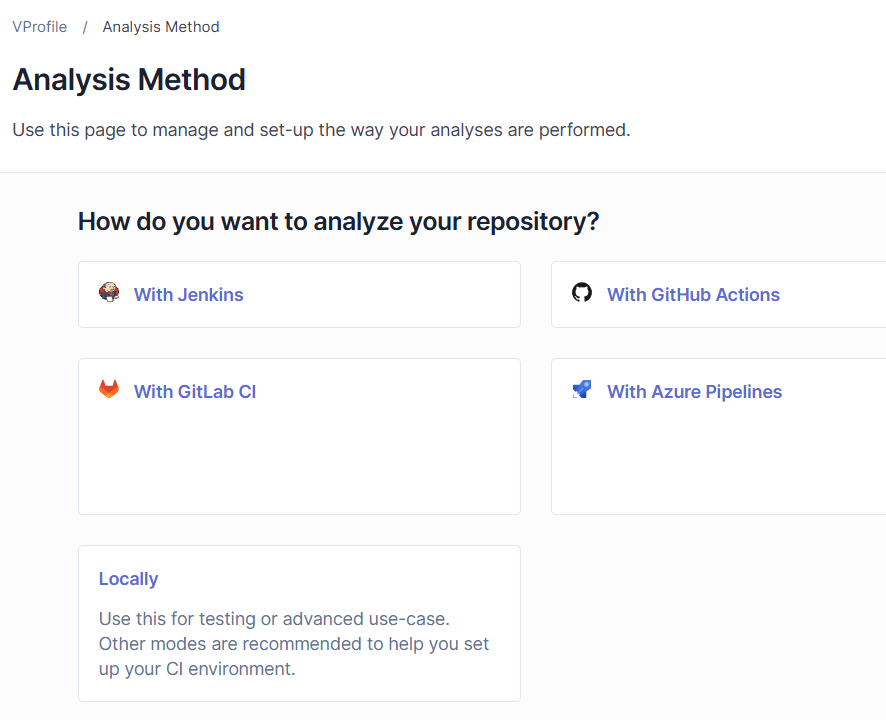 VProfile / Analysis Method
Analysis Method
Use this page to manage and set-up the way your analyses are performed.
How do you want to analyze your repository?
With Jenkins
With GitHub Actions
With GitLab CI
With Azure Pipelines
Locally
Use this for testing or advanced use-case.
Other modes are recommended to help you set
up your CI environment.